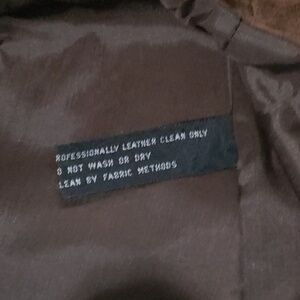 ROFESSIONALLY LEATHER CLEAN ONLY
O NOT WASH OR DRY
LEAN BY FABRIC METHODS